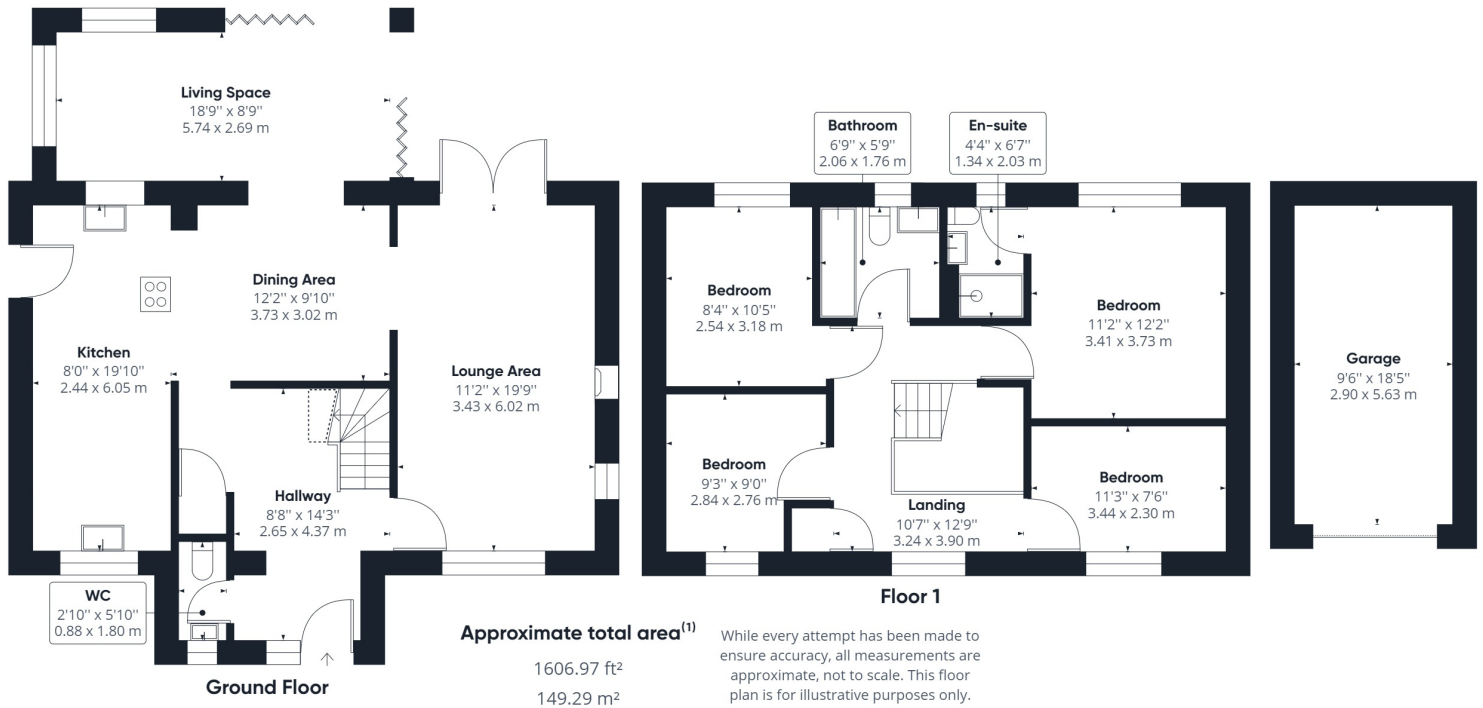 Living Space
18'9'' x 8'9''
5.74 x 2.69 m
Dining Area
12'2'' x 9'10''
3.73 x 3.02 m
Kitchen
8'0'' x 19'10''
2.44 x 6.05 m
Lounge Area
11'2'' x 19'9''
3.43 x 6.02 m
Hallway
8'8'' x 14'3''
2.65 x 4.37 m
WC
2'10'' x 5'10''
0.88 x 1.80 m
Ground Floor
Bathroom
6'9'' x 5'9''
2.06 x 1.76 m
En-suite
4'4'' x 6'7''
1.34 x 2.03 m
Bedroom
8'4'' x 10'5''
2.54 x 3.18 m
Bedroom
11'2'' x 12'2''
3.41 x 3.73 m
Bedroom
9'3'' x 9'0''
2.84 x 2.76 m
Bedroom
11'3'' x 7'6''
3.44 x 2.30 m
Landing
10'7'' x 12'9''
3.24 x 3.90 m
Floor 1
Garage
9'6'' x 18'5''
2.90 x 5.63 m
Approximate total area(1)
1606.97 ft²
149.29 m²
While every attempt has been made to
ensure accuracy, all measurements are
approximate, not to scale. This floor
plan is for illustrative purposes only.